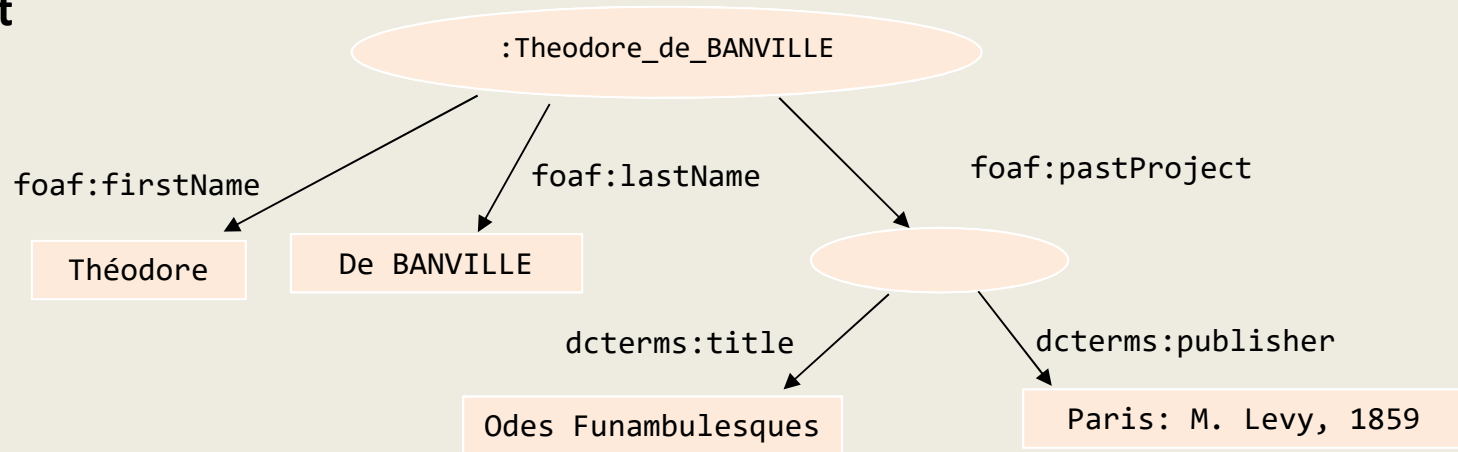 t
:Theodore_de_BANVILLE
foaf:firstName
foaf:lastName
foaf:pastProject
Théodore
De BANVILLE
dcterms:title
dcterms:publisher
Odes Funambulesques
Paris: M. Levy, 1859